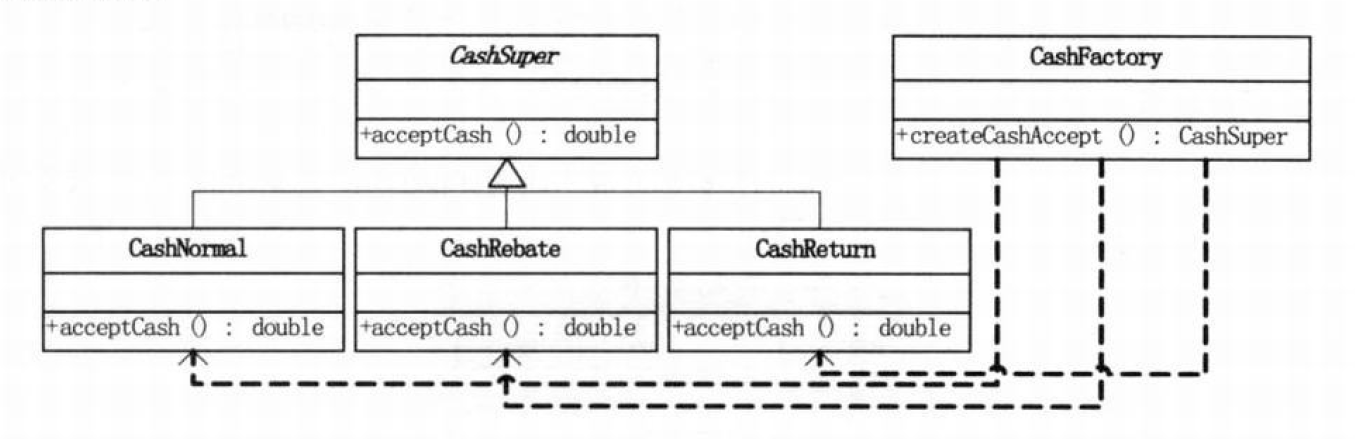 CashSuper
+acceptCash () : double
CashFactory
+createCashAccept () : CashSuper
CashNormal
+acceptCash () : double
CashRebate
+acceptCash () : double
CashReturn
+acceptCash () : double